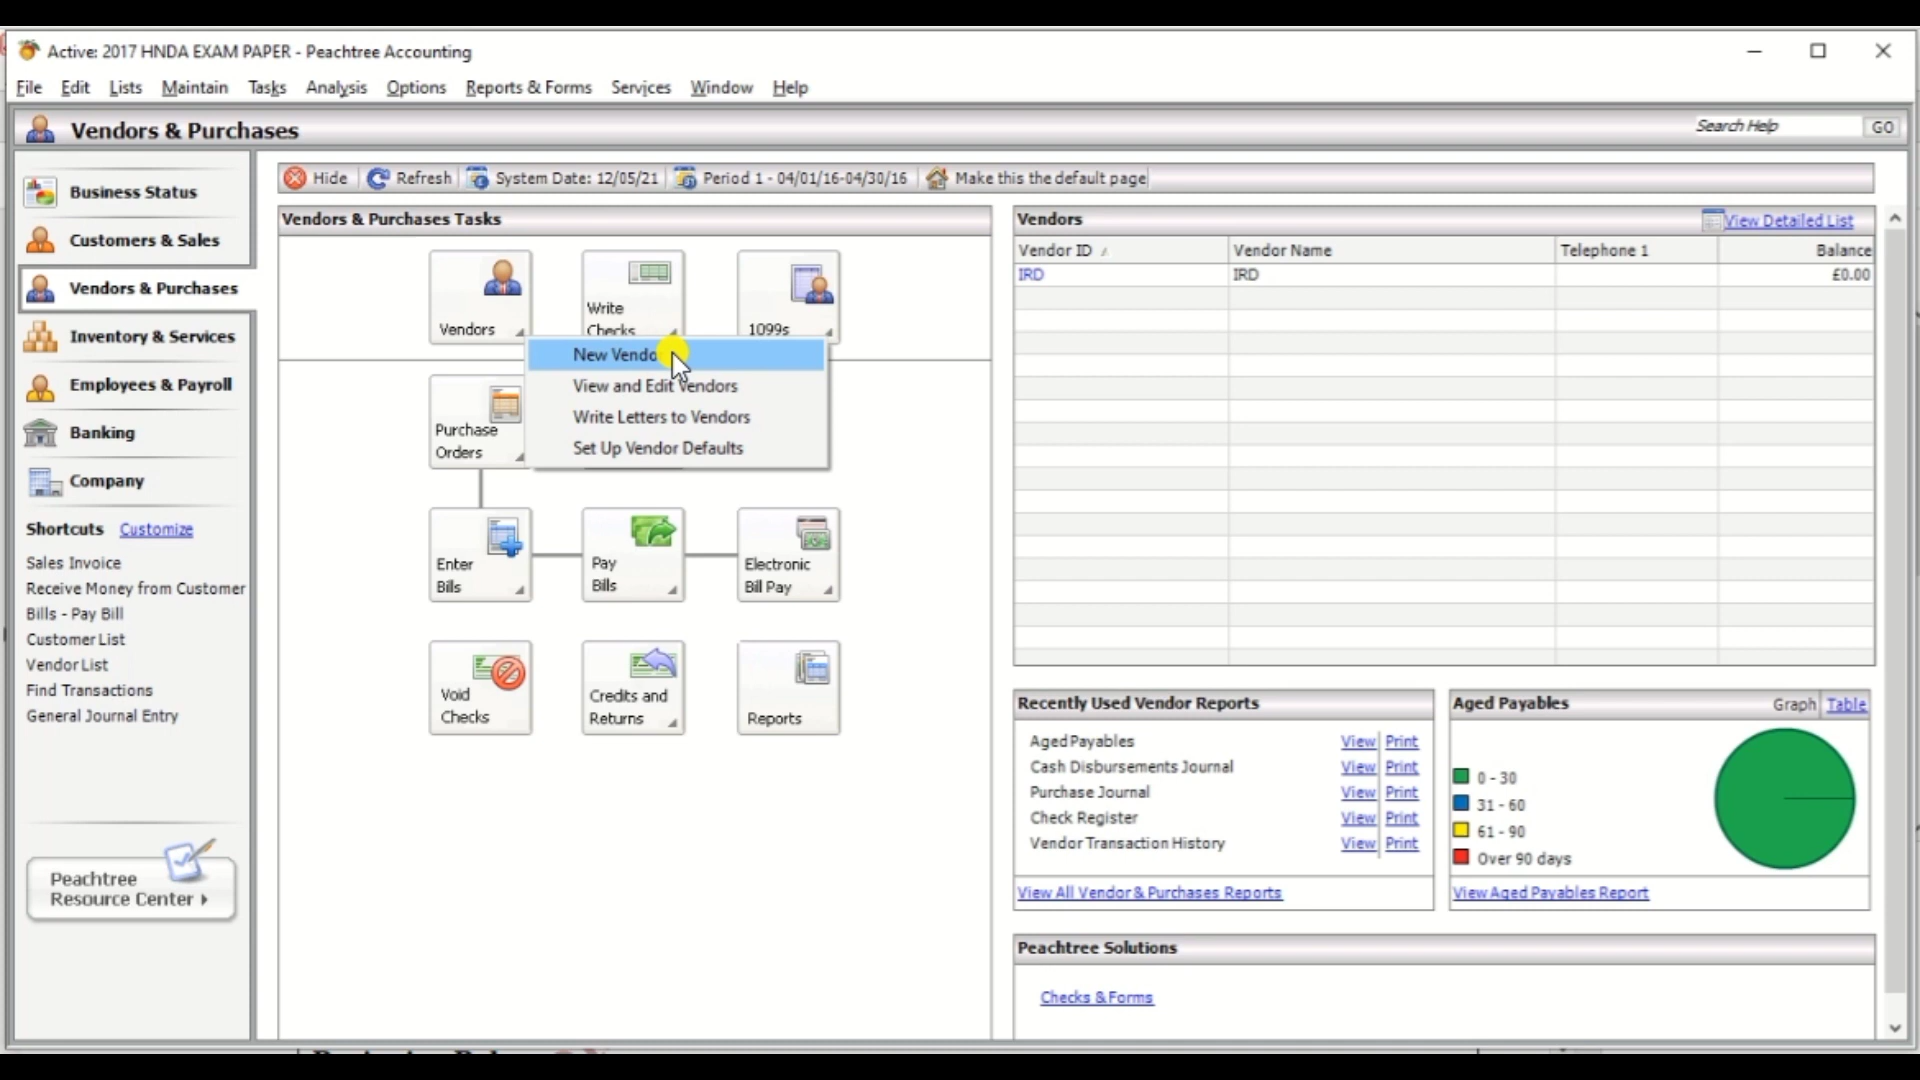 Active: 2017 HNDA EXAM PAPER - Peachtree Accounting
File Edit Lists Maintain Tasks Analysis Options Reports & Forms Services Window Help
Vendors & Purchases
Search Help
GO
Business Status
Customers & Sales
Vendors & Purchases
Inventory & Services
Employees & Payroll
Banking
Company
Shortcuts Customize
Sales Invoice
Receive Money from Customer
Bills - Pay Bill
Customer List
Vendor List
Find Transactions
General Journal Entry
Peachtree
Resource Center
Hide Refresh System Date: 12/05/21 Period 1 - 04/01/16-04/30/16 Make this the default page
Vendors & Purchases Tasks
Vendors
Write
Checks
1099s
New Vendo
View and Edit Vendors
Write Letters to Vendors
Set Up Vendor Defaults
Purchase
Orders
Enter
Bills
Pay
Bills
Electronic
Bill Pay
Void
Checks
Credits and
Returns
Reports
Vendors View Detailed List
Vendor ID Vendor Name Telephone 1 Balance
IRD IRD £0.00
Recently Used Vendor Reports
Aged Payables View Print
Cash Disbursements Journal View Print
Purchase Journal View Print
Check Register View Print
Vendor Transaction History View Print
View All Vendor & Purchases Reports
Aged Payables Graph Table
0 - 30
31 - 60
61 - 90
Over 90 days
View Aged Payables Report
Peachtree Solutions
Checks & Forms